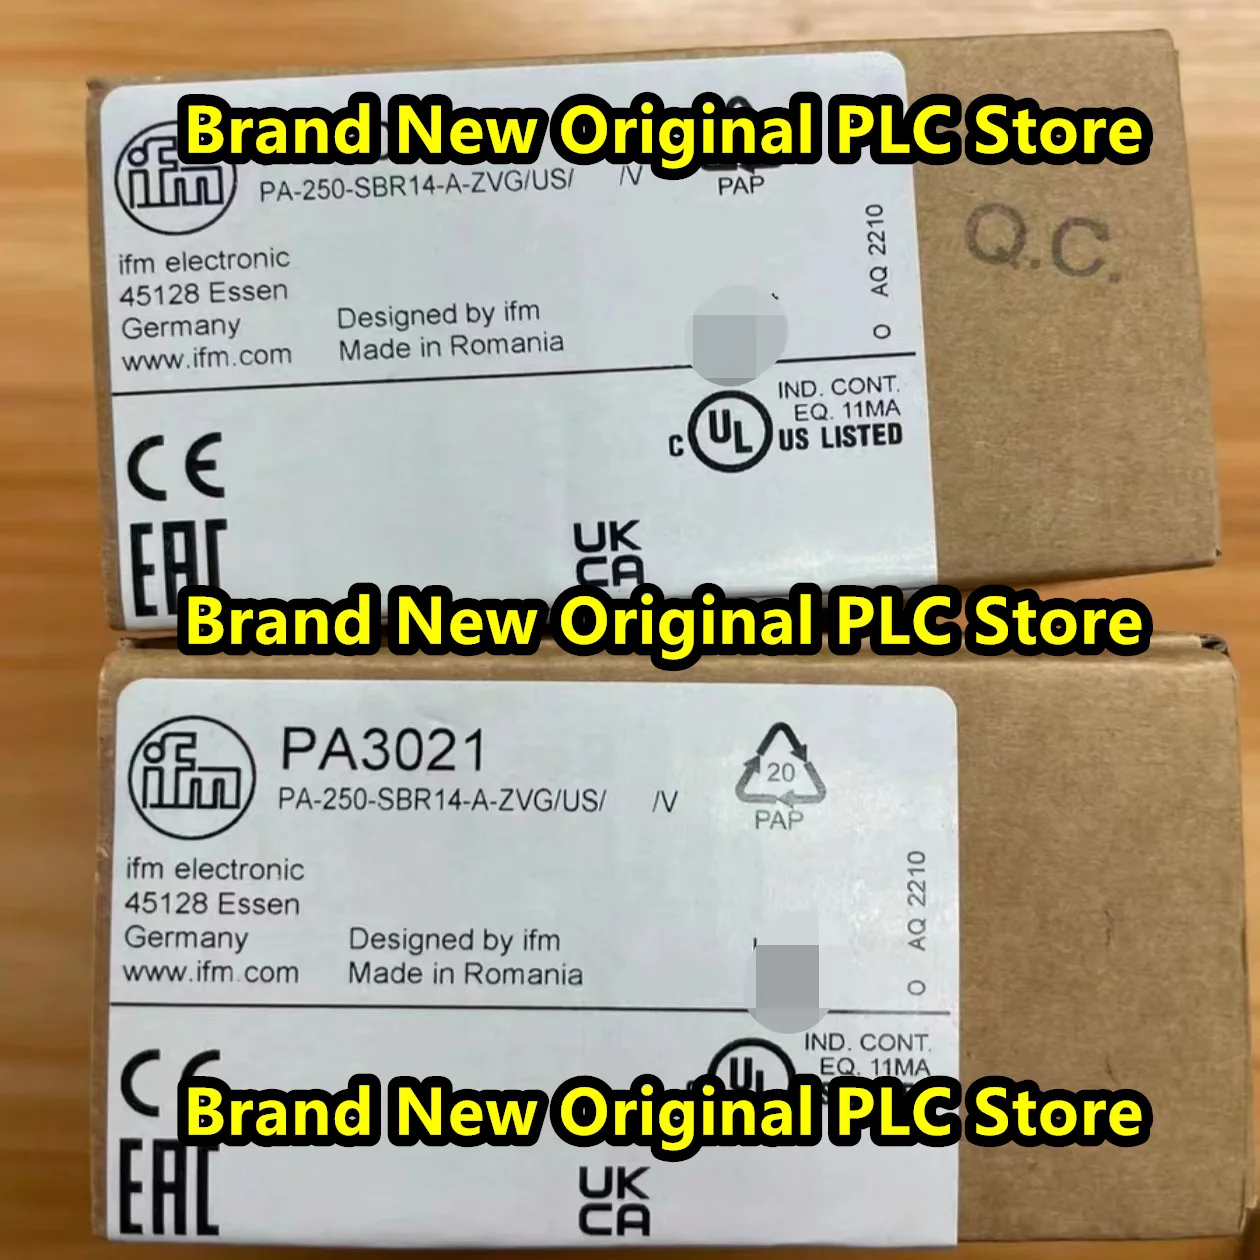 Brand New Original PLC Store
ifm
PA-250-SBR14-A-ZVG/US/ /V
PAP
ifm electronic
45128 Essen
Germany
www.ifm.com
Designed by ifm
Made in Romania
AQ 2210
O
Q.C.
IND. CONT.
EQ. 11MA
C UL US LISTED
CE
EAC
UK
CA
Brand New Original PLC Store
ifm
PA3021
PA-250-SBR14-A-ZVG/US/ /V
20
PAP
ifm electronic
45128 Essen
Germany
www.ifm.com
Designed by ifm
Made in Romania
AQ 2210
O
IND. CONT.
EQ. 11MA
UL
CE
Brand New Original PLC Store
EAC
UK
CA